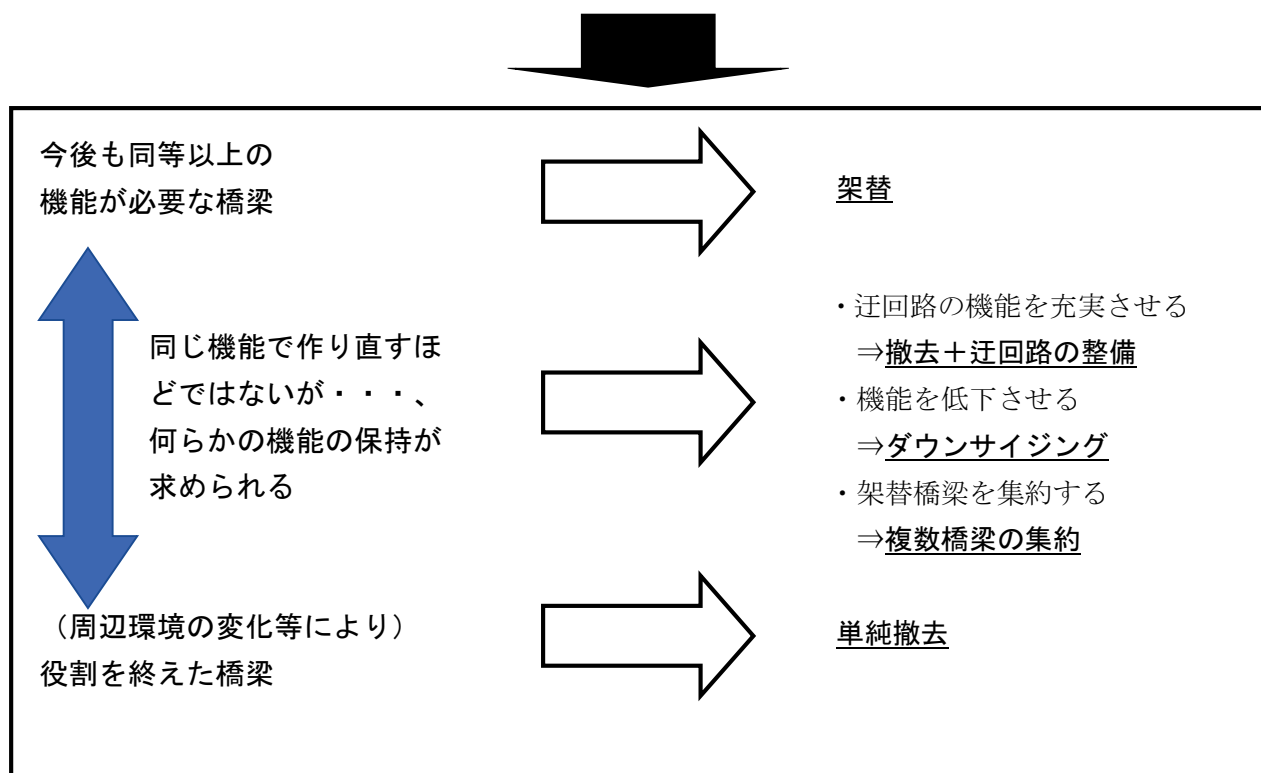 今後も同等以上の
機能が必要な橋梁
架替
同じ機能で作り直すほ
どではないが・・・、
何らかの機能の保持が
求められる
・迂回路の機能を充実させる
⇒撤去＋迂回路の整備
・機能を低下させる
⇒ダウンサイジング
・架替橋梁を集約する
⇒複数橋梁の集約
（周辺環境の変化等により）
役割を終えた橋梁
単純撤去